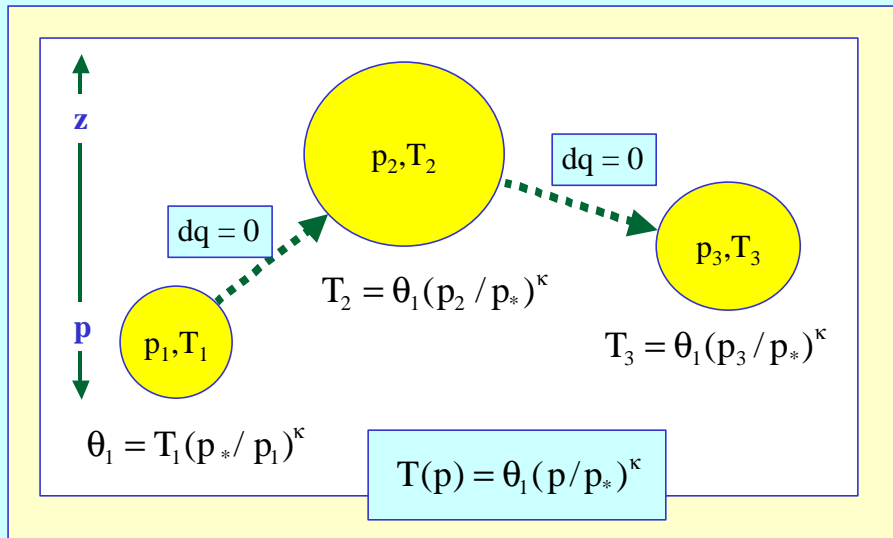 z
p₂,T₂
dq = 0
dq = 0
p₃,T₃
T₂ = θ₁(p₂ / p⁎)^κ
p
p₁,T₁
T₃ = θ₁(p₃ / p⁎)^κ
θ₁ = T₁(p⁎ / p₁)^κ
T(p) = θ₁(p/p⁎)^κ